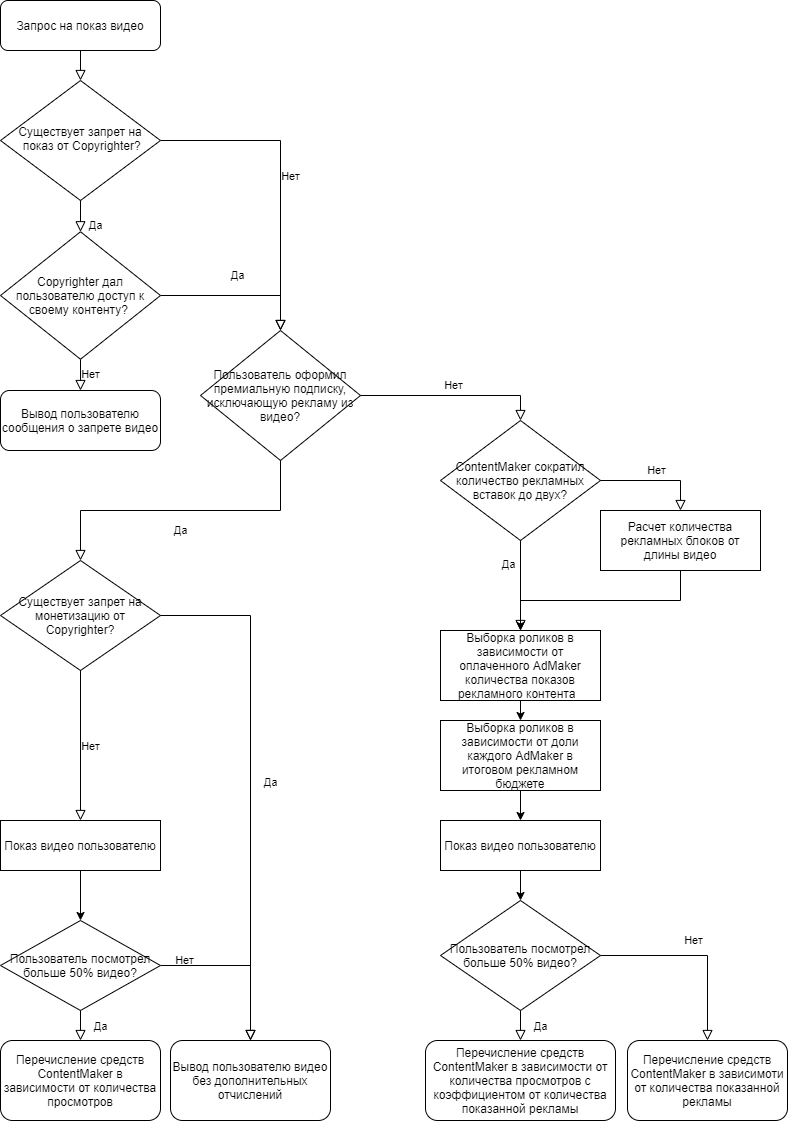 Запрос на показ видео
Существует запрет на
показ от Copyrighter?
Нет
Да
Copyrighter дал
пользователю доступ к
своему контенту?
Да
Нет
Вывод пользователю
сообщения о запрете видео
Пользователь оформил
премиальную подписку,
исключающую рекламу из
видео?
Нет
Да
ContentMaker сократил
количество рекламных
вставок до двух?
Нет
Расчет количества
рекламных блоков от
длины видео
Да
Существует запрет на
монетизацию от
Copyrighter?
Выборка роликов в
зависимости от
оплаченного AdMaker
количества показов
рекламного контента
Нет
Да
Выборка роликов в
зависимости от доли
каждого AdMaker в
итоговом рекламном
бюджете
Показ видео пользователю
Показ видео пользователю
Пользователь посмотрел
больше 50% видео?
Нет
Да
Пользователь посмотрел
больше 50% видео?
Нет
Да
Перечисление средств
ContentMaker в
зависимости от количества
просмотров
Вывод пользователю видео
без дополнительных
отчислений
Перечисление средств
ContentMaker в зависимости от
количества просмотров с
коэффициентом от количества
показанной рекламы
Перечисление средств
ContentMaker в зависимоти
от количества показанной
рекламы